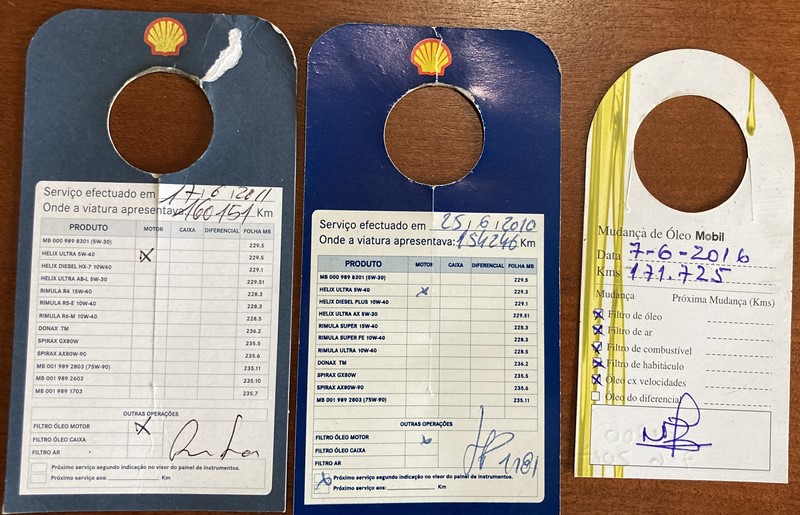 Serviço efectuado em 17.6.2011
Onde a viatura apresentava: 160151 Km
PRODUTO MOTOR CAIXA DIFERENCIAL FOLHA MB
MB 000 989 8301 (5W-30) 229.5
HELIX ULTRA 5W-40 X 229.5
HELIX DIESEL HX-7 10W40 229.1
HELIX ULTRA AB-L 5W-30 229.51
RIMULA R4 15W-40 228.3
RIMULA R5-E 10W-40 228.3
RIMULA R6-M 10W-40 228.5
DONAX TM 236.2
SPIRAX GX80W 235.5
SPIRAX AX80W-90 235.6
MB 001 989 2803 (75W-90) 235.11
MB 001 989 2603 235.10
MB 001 989 1703 235.7
OUTRAS OPERAÇÕES
FILTRO ÓLEO MOTOR X
FILTRO ÓLEO CAIXA
FILTRO AR
Próximo serviço segundo indicação no visor do painel de instrumentos.
Próximo serviço aos: Km
Serviço efectuado em 25.6.2010
Onde a viatura apresentava: 154246 Km
PRODUTO MOTOR CAIXA DIFERENCIAL FOLHA MB
MB 000 989 8301 (5W-30) 229.5
HELIX ULTRA 5W-40 X 229.3
HELIX DIESEL PLUS 10W-40 229.1
HELIX ULTRA AX 5W-30 229.51
RIMULA SUPER 15W-40 228.3
RIMULA SUPER FE 10W-40 228.3
RIMULA ULTRA 10W-40 228.5
DONAX TM 236.2
SPIRAX GX80W 235.5
SPIRAX AX80W-90 235.6
MB 001 989 2803 (75W-90) 235.11
OUTRAS OPERAÇÕES
FILTRO ÓLEO MOTOR X
FILTRO ÓLEO CAIXA
FILTRO AR
X Próximo serviço segundo indicação no visor do painel de instrumentos.
Próximo serviço aos: Km
Mudança de Óleo Mobil
Data 7-6-2016
Kms 171.725
Mudança Próxima Mudança (Kms)
X Filtro de óleo
X Filtro de ar
X Filtro de combustível
X Filtro de habitáculo
X Óleo cx velocidades
Óleo do diferencial